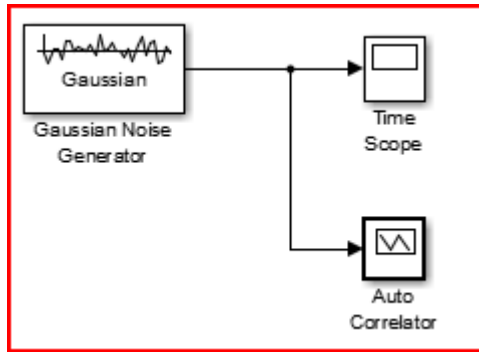 Gaussian
Gaussian Noise
Generator
Time
Scope
Auto
Correlator